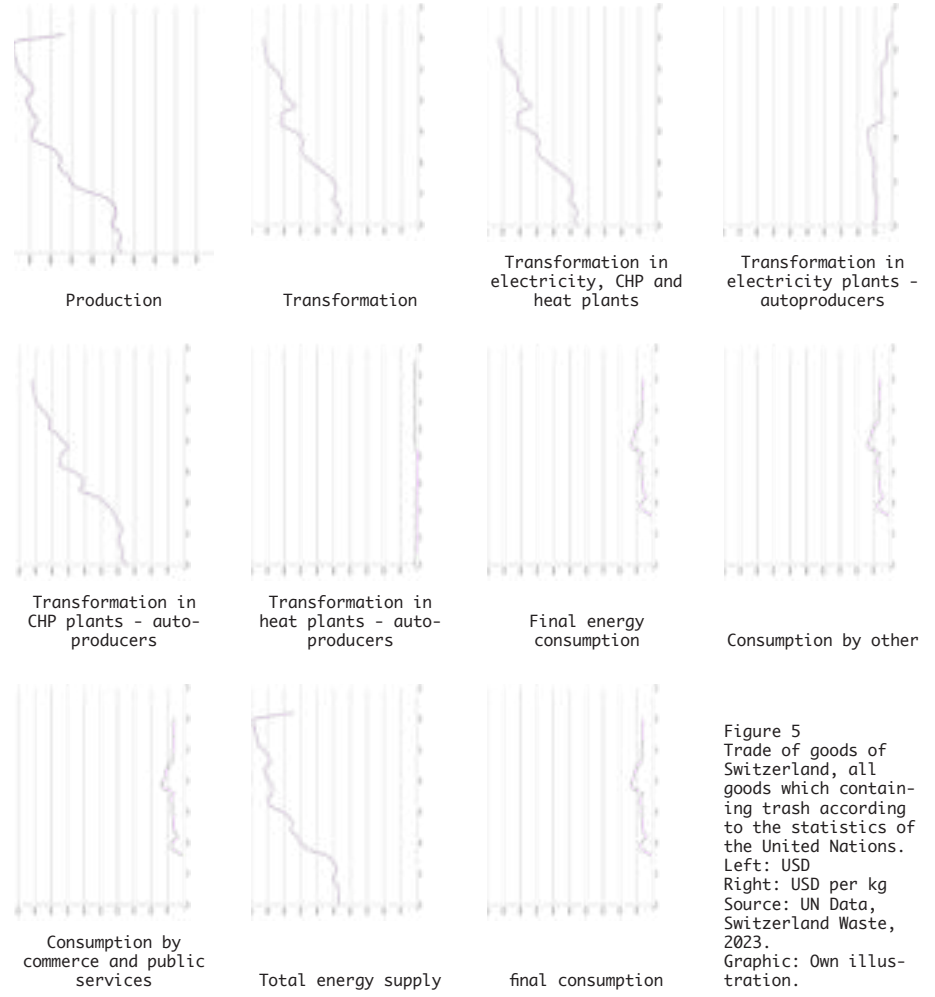 Production
Transformation
Transformation in
electricity, CHP and
heat plants
Transformation in
electricity plants -
autoproducers
Transformation in
CHP plants - auto-
producers
Transformation in
heat plants - auto-
producers
Final energy
consumption
Consumption by other
Consumption by
commerce and public
services
Total energy supply
final consumption
Figure 5
Trade of goods of
Switzerland, all
goods which contain-
ing trash according
to the statistics of
the United Nations.
Left: USD
Right: USD per kg
Source: UN Data,
Switzerland Waste,
2023.
Graphic: Own illus-
tration.